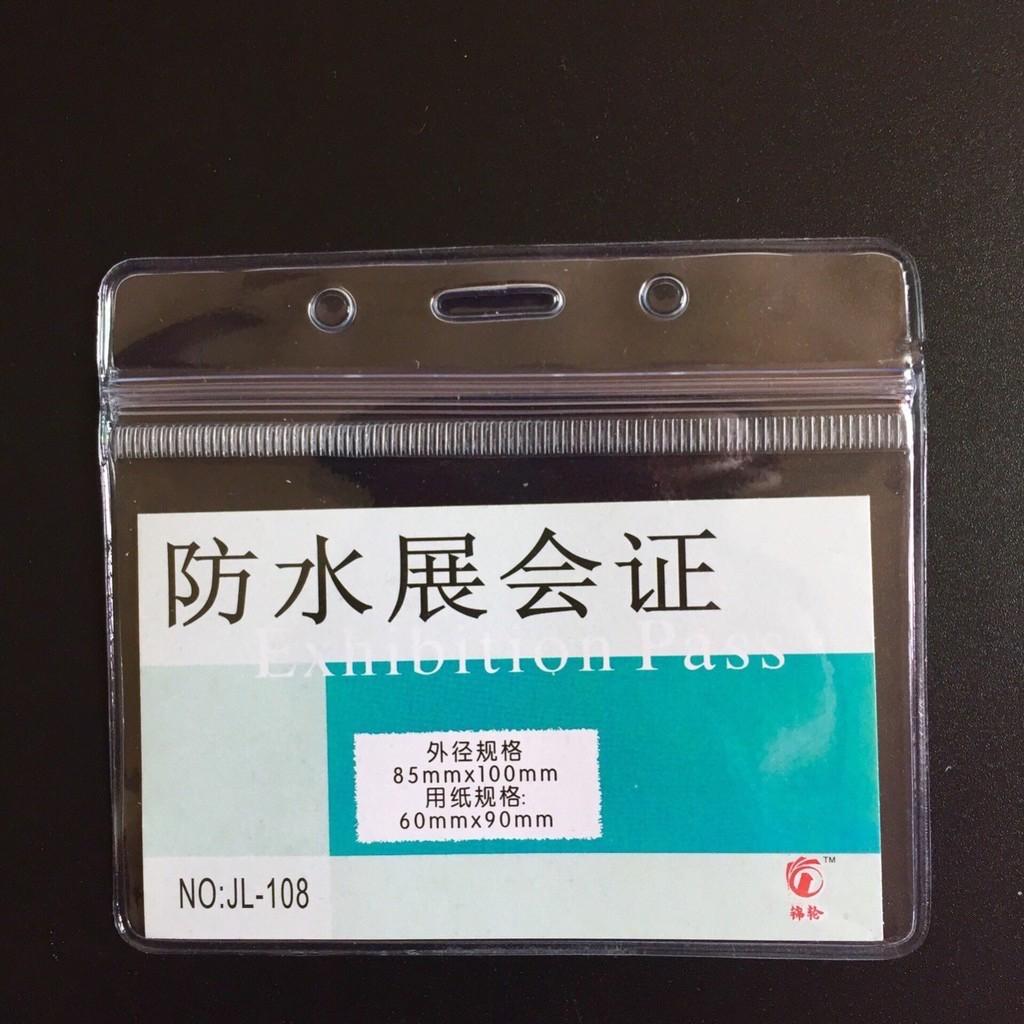 防水展会证
Exhibition Pass
外径规格
85mmx100mm
用纸规格:
60mmx90mm
NO:JL-108
TM
锦轮